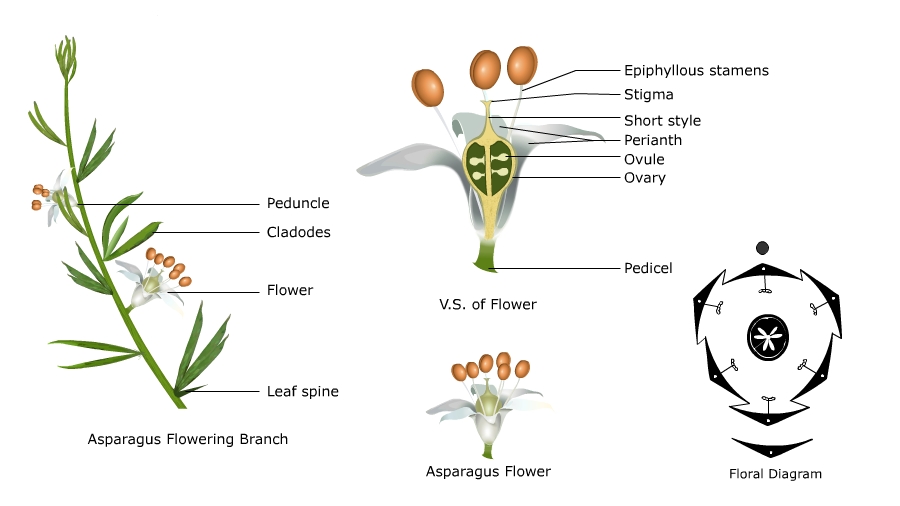 Peduncle
Cladodes
Flower
Leaf spine
Asparagus Flowering Branch
Epiphyllous stamens
Stigma
Short style
Perianth
Ovule
Ovary
Pedicel
V.S. of Flower
Asparagus Flower
Floral Diagram